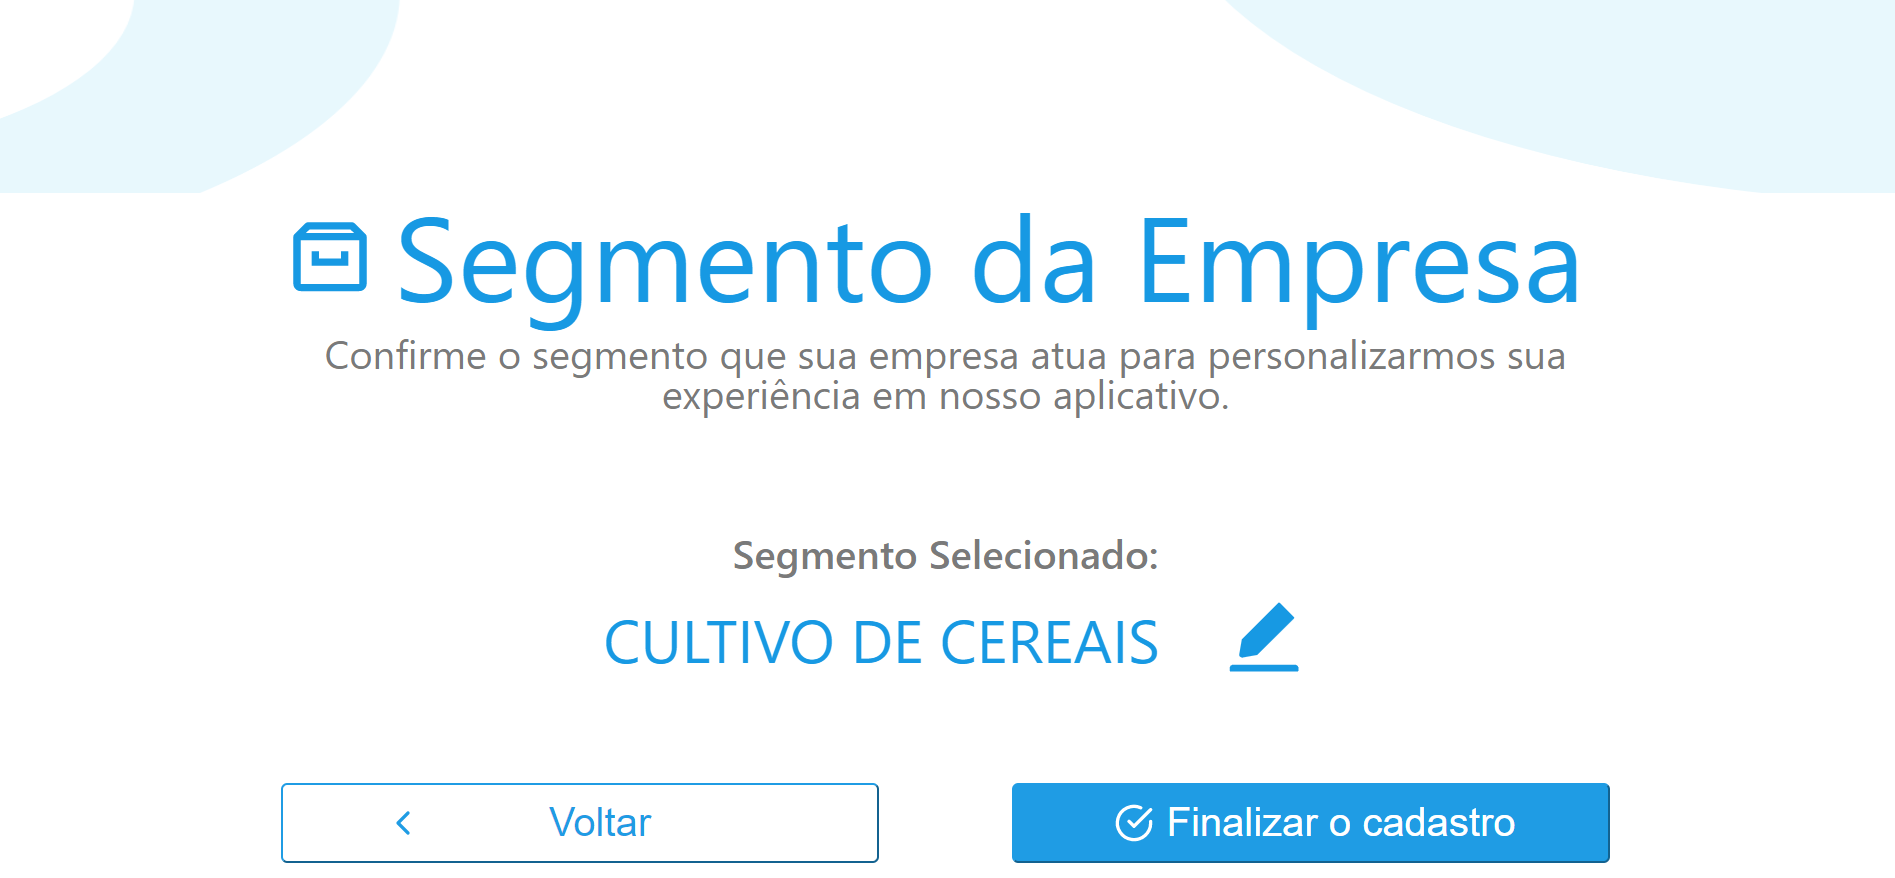 Segmento da Empresa
Confirme o segmento que sua empresa atua para personalizarmos sua
experiência em nosso aplicativo.
Segmento Selecionado:
CULTIVO DE CEREAIS
Voltar
Finalizar o cadastro